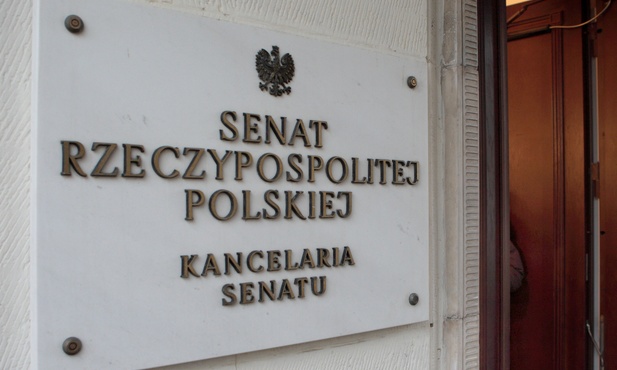 SENAT
RZECZYPOSPOLITEJ
POLSKIEJ
KANCELARIA
SENATU